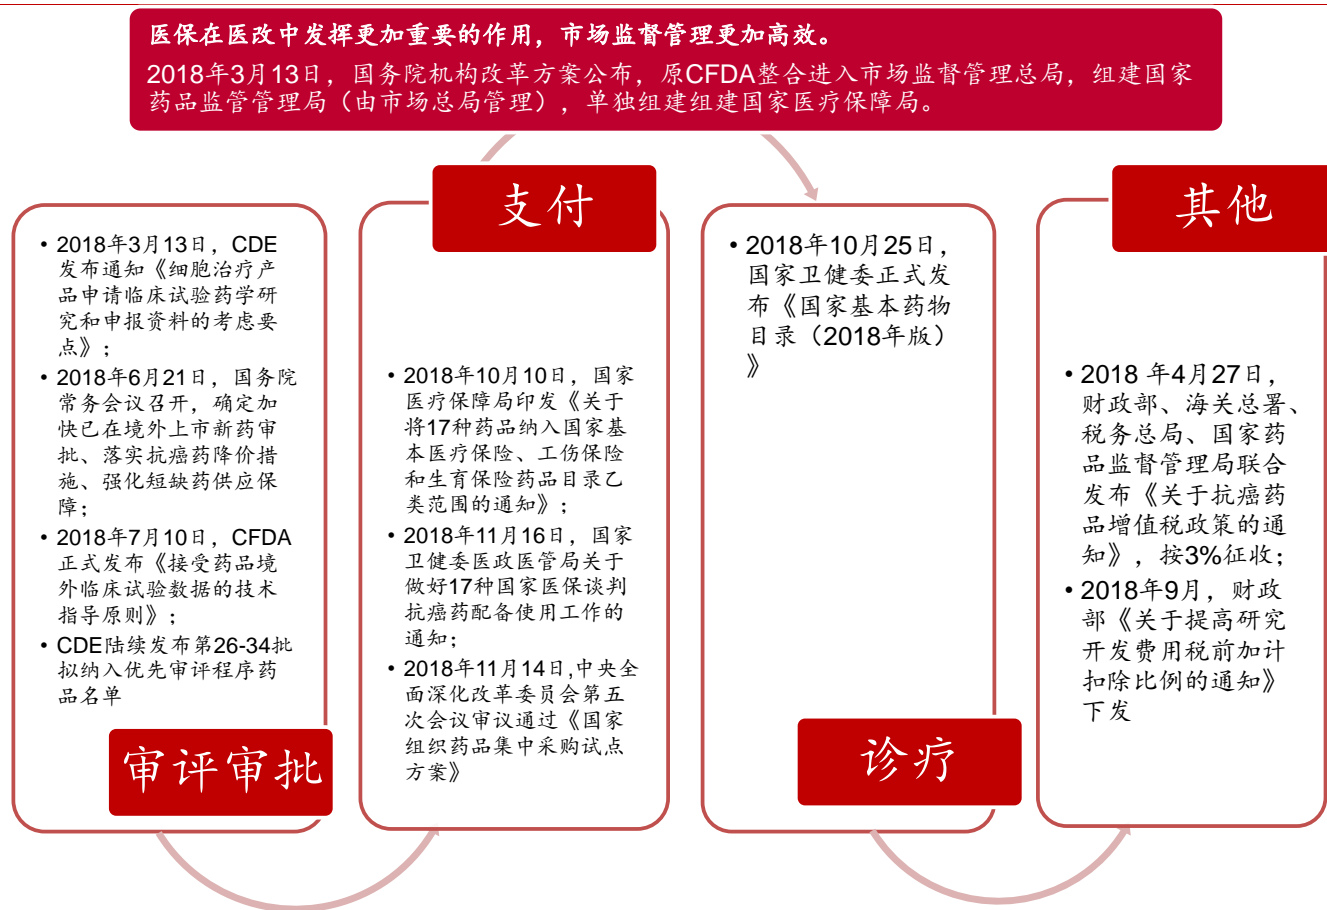 医保在医改中发挥更加重要的作用，市场监督管理更加高效。
2018年3月13日，国务院机构改革方案公布，原CFDA整合进入市场监督管理总局，组建国家
药品监管管理局（由市场总局管理），单独组建组建国家医疗保障局。
• 2018年3月13日，CDE
发布通知《细胞治疗产
品申请临床试验药学研
究和申报资料的考虑要
点》；
• 2018年6月21日，国务院
常务会议召开，确定加
快已在境外上市新药审
批、落实抗癌药降价措
施、强化短缺药供应保
障；
• 2018年7月10日，CFDA
正式发布《接受药品境
外临床试验数据的技术
指导原则》；
• CDE陆续发布第26-34批
拟纳入优先审评程序药
品名单
审评审批
支付
• 2018年10月10日，国家
医疗保障局印发《关于
将17种药品纳入国家基
本医疗保险、工伤保险
和生育保险药品目录乙
类范围的通知》；
• 2018年11月16日，国家
卫健委医政医管局关于
做好17种国家医保谈判
抗癌药配备使用工作的
通知；
• 2018年11月14日,中央全
面深化改革委员会第五
次会议审议通过《国家
组织药品集中采购试点
方案》
• 2018年10月25日，
国家卫健委正式发
布《国家基本药物
目录（2018年版）
》
诊疗
其他
• 2018 年4月27日，
财政部、海关总署、
税务总局、国家药
品监督管理局联合
发布《关于抗癌药
品增值税政策的通
知》，按3%征收；
• 2018年9月，财政
部《关于提高研究
开发费用税前加计
扣除比例的通知》
下发